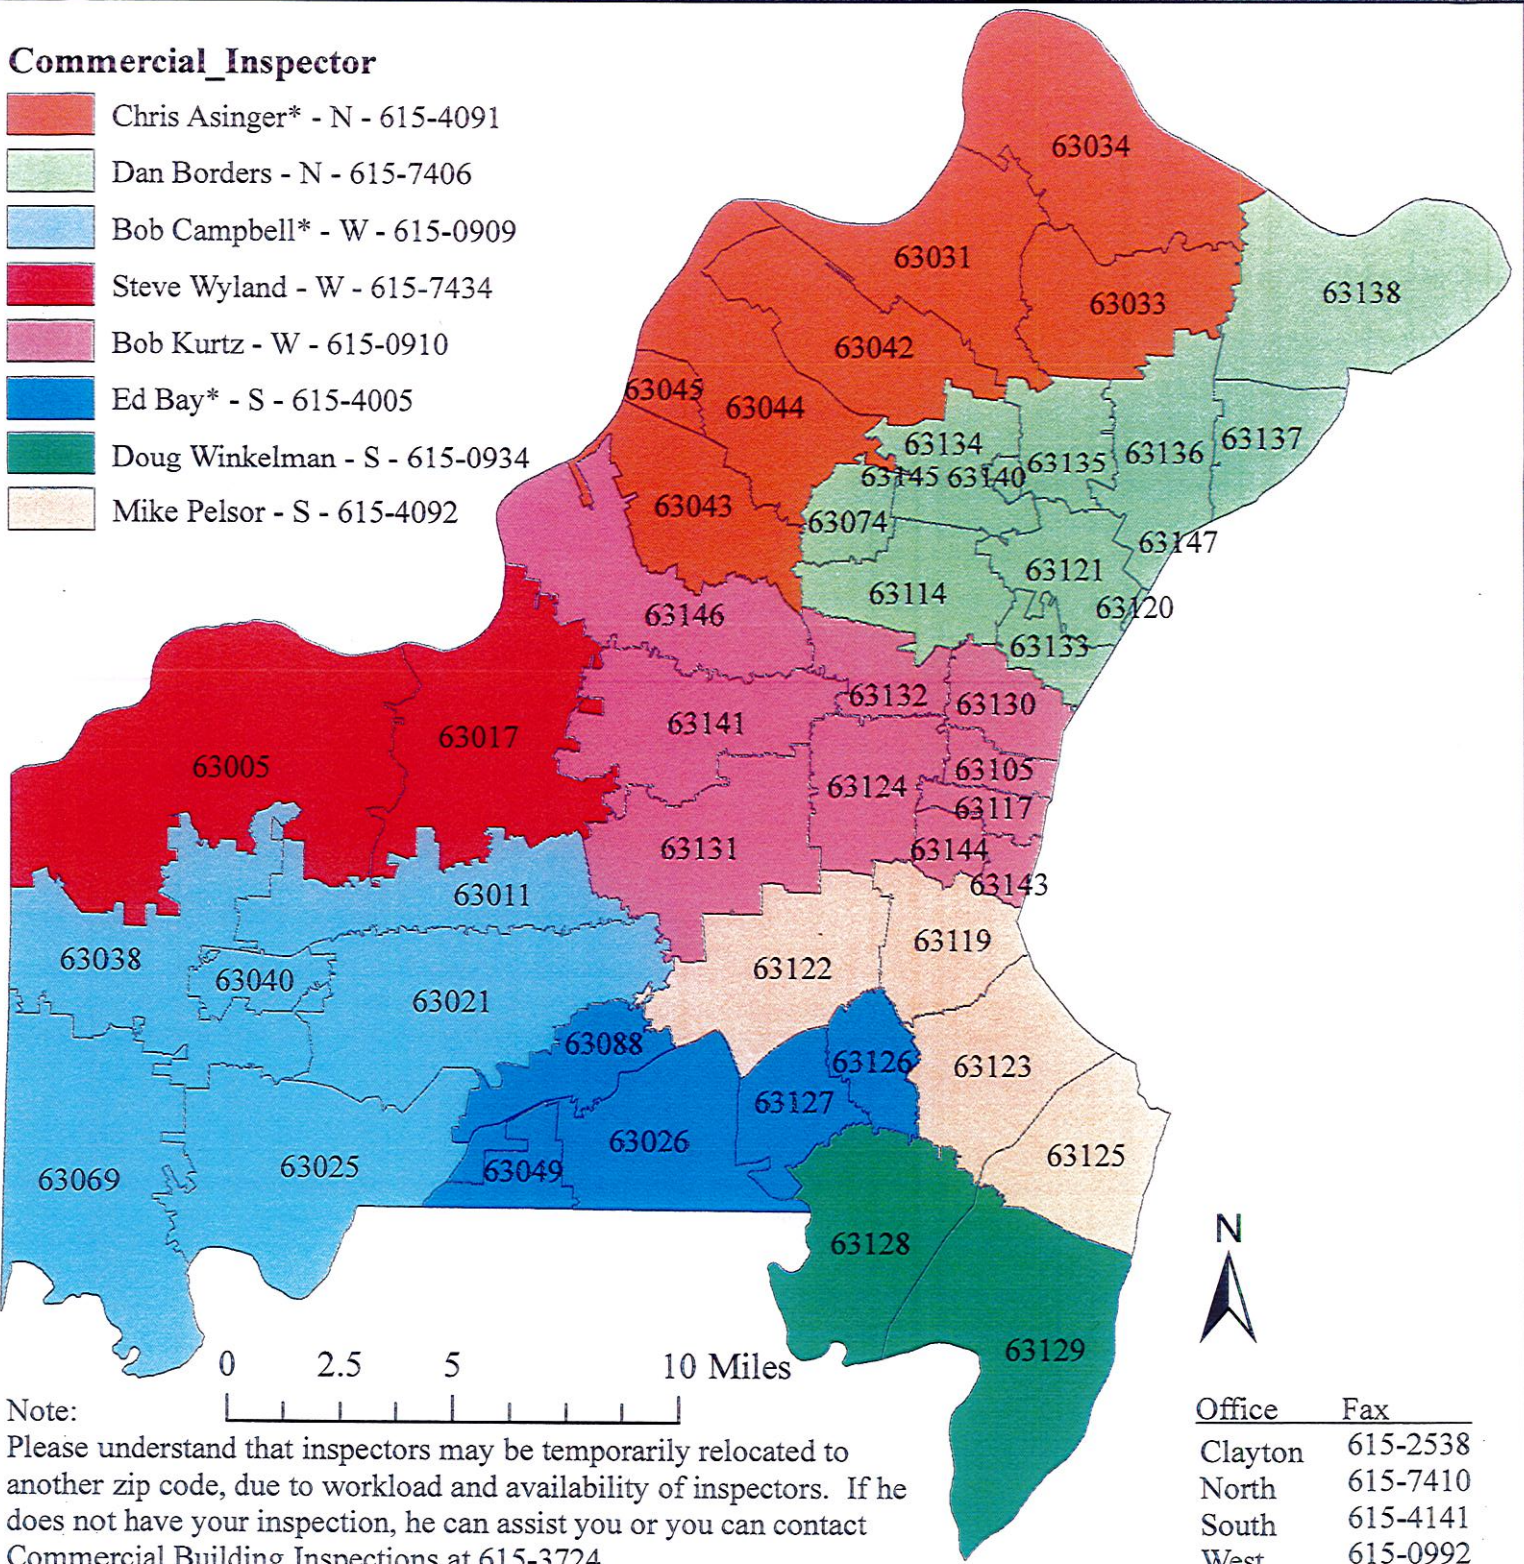 Commercial_Inspector
Chris Asinger* - N - 615-4091
Dan Borders - N - 615-7406
Bob Campbell* - W - 615-0909
Steve Wyland - W - 615-7434
Bob Kurtz - W - 615-0910
Ed Bay* - S - 615-4005
Doug Winkelman - S - 615-0934
Mike Pelsor - S - 615-4092
63034
63031
63033
63138
63042
63045
63044
63134
63135
63136
63137
63145
63140
63043
63074
63147
63121
63114
63120
63146
63133
63132
63130
63141
63017
63005
63105
63124
63117
63131
63144
63143
63011
63038
63040
63021
63119
63122
63088
63126
63123
63127
63026
63125
63049
63025
63069
63128
63129
N
0 2.5 5 10 Miles
Note:
Please understand that inspectors may be temporarily relocated to
another zip code, due to workload and availability of inspectors. If he
does not have your inspection, he can assist you or you can contact
Commercial Building Inspections at 615-3724
Office Fax
Clayton 615-2538
North 615-7410
South 615-4141
West 615-0992